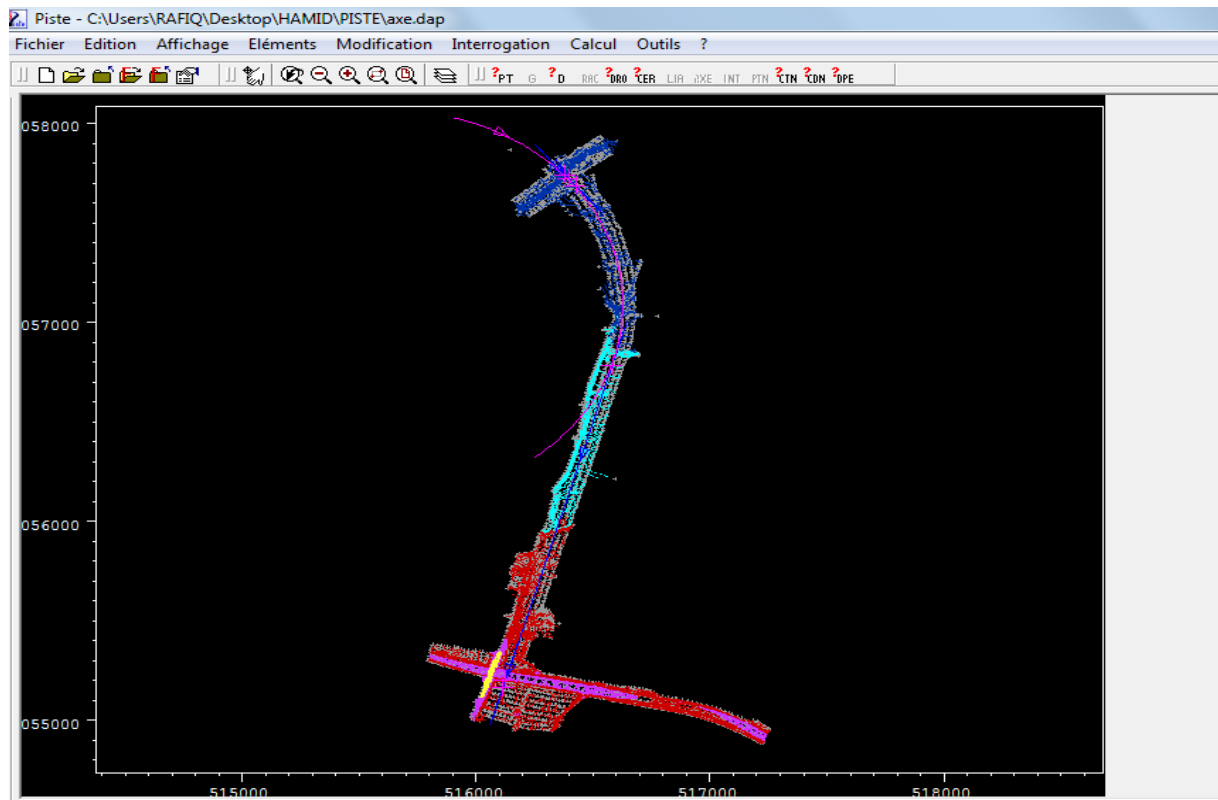 Piste - C:\Users\RAFIQ\Desktop\HAMID\PISTE\axe.dap
Fichier Edition Affichage Eléments Modification Interrogation Calcul Outils ?
?PT G ?D RAC ?DRO ?CER LIA AXE INT PTN ?CTN ?CDN ?DPE
058000
057000
056000
055000
515000 516000 517000 518000